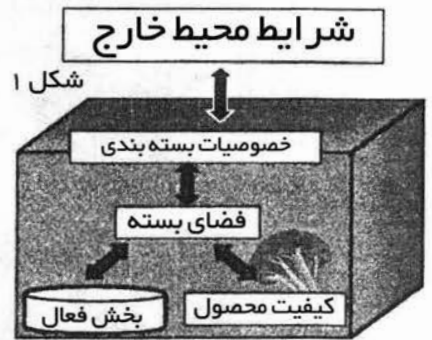 شرایط محیط خارج
شکل ۱
خصوصیات بسته بندی
فضای بسته
کیفیت محصول
بخش فعال